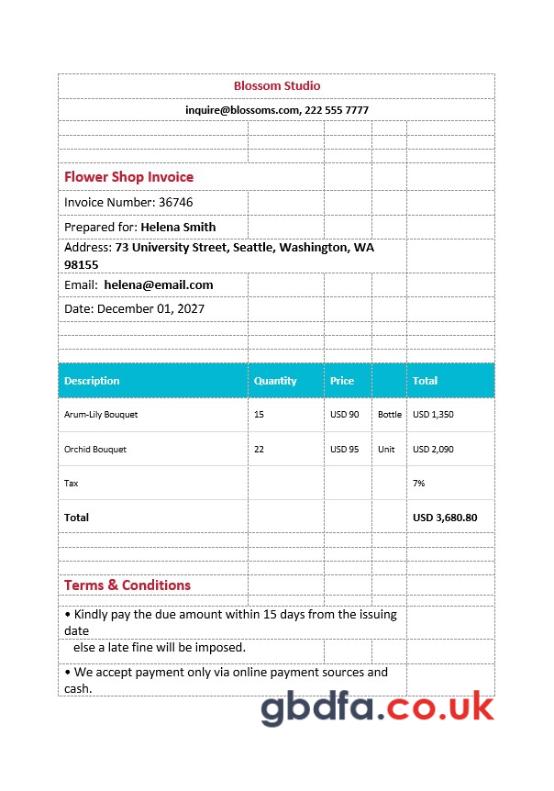 Blossom Studio
inquire@blossoms.com, 222 555 7777
Flower Shop Invoice
Invoice Number: 36746
Prepared for: Helena Smith
Address: 73 University Street, Seattle, Washington, WA
98155
Email: helena@email.com
Date: December 01, 2027
Description Quantity Price Total
Arum-Lily Bouquet 15 USD 90 Bottle USD 1,350
Orchid Bouquet 22 USD 95 Unit USD 2,090
Tax 7%
Total USD 3,680.80
Terms & Conditions
• Kindly pay the due amount within 15 days from the issuing
date
else a late fine will be imposed.
• We accept payment only via online payment sources and
cash.
gbdfa.co.uk